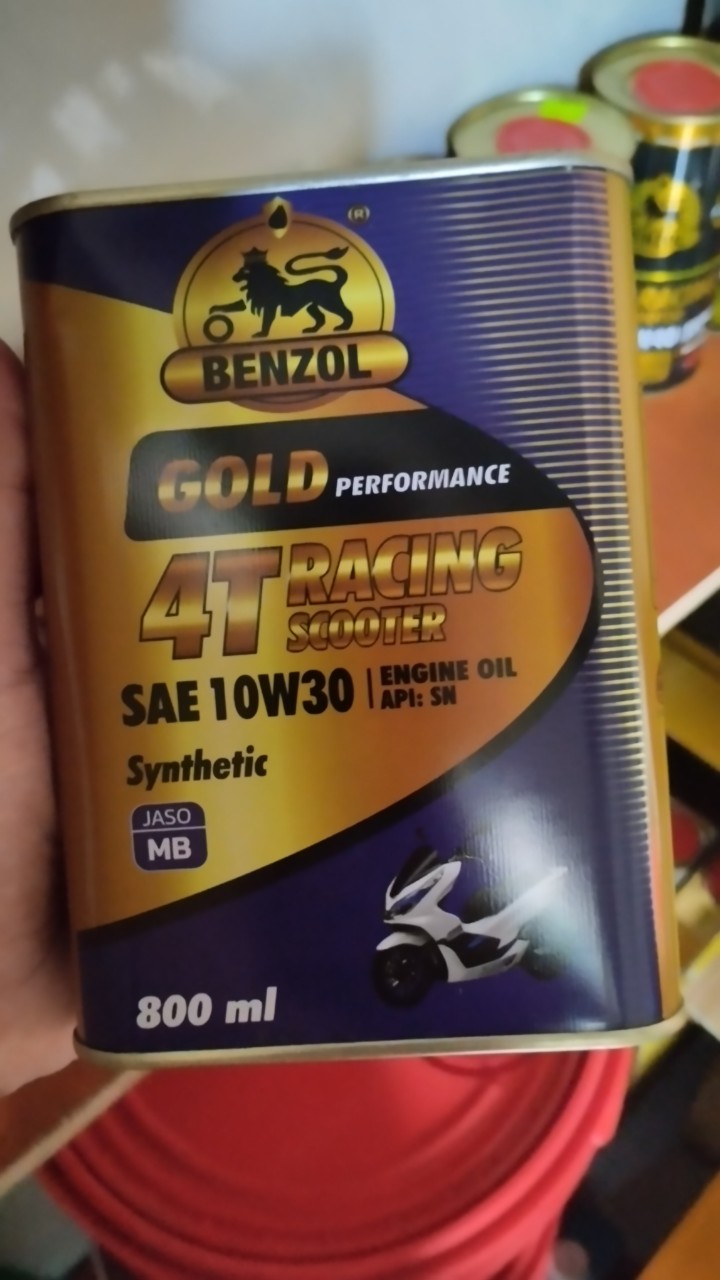 ®
BENZOL
GOLD PERFORMANCE
4T RACING
SCOOTER
SAE 10W30 | ENGINE OIL
API: SN
Synthetic
JASO
MB
800 ml